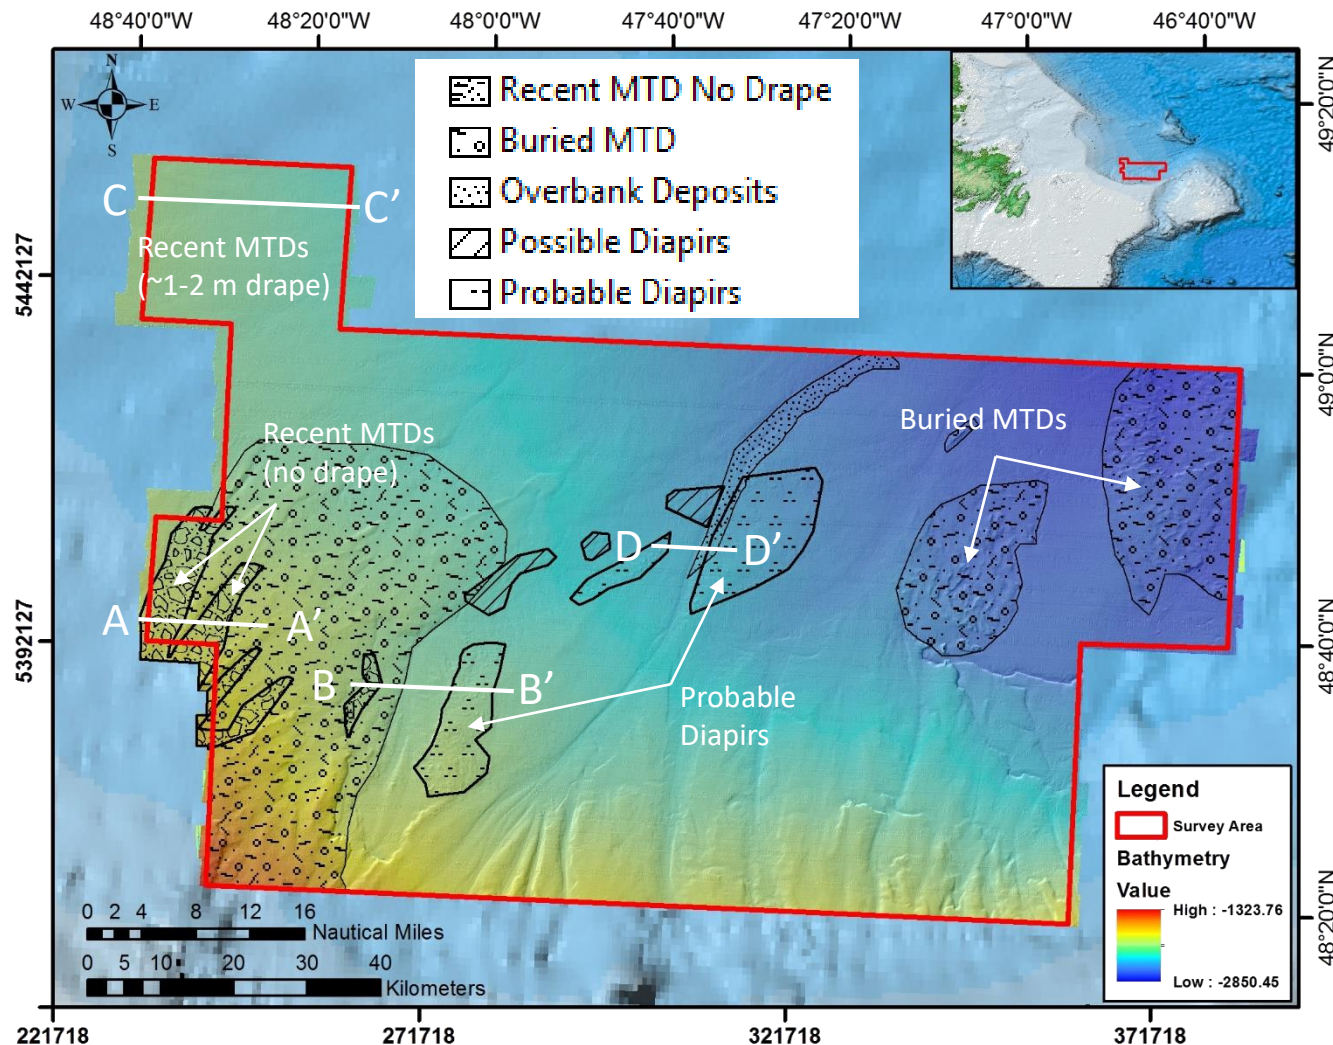 48°40'0"W 48°20'0"W 48°0'0"W 47°40'0"W 47°20'0"W 47°0'0"W 46°40'0"W
N
W E
S
Recent MTD No Drape
Buried MTD
Overbank Deposits
Possible Diapirs
Probable Diapirs
49°20'0"N
49°0'0"N
48°40'0"N
48°20'0"N
5442127
5392127
C C'
Recent MTDs
(~1-2 m drape)
Recent MTDs
(no drape)
Buried MTDs
D D'
A A'
B B'
Probable
Diapirs
Legend
Survey Area
Bathymetry
Value
High : -1323.76
Low : -2850.45
0 2 4 8 12 16
Nautical Miles
0 5 10 20 30 40
Kilometers
221718 271718 321718 371718